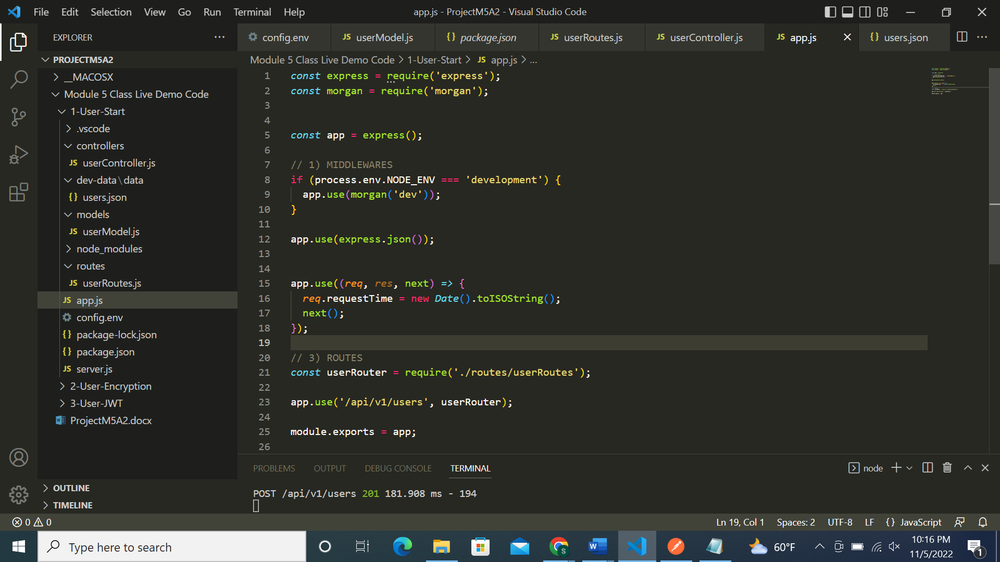 File Edit Selection View Go Run Terminal Help
app.js - ProjectM5A2 - Visual Studio Code
EXPLORER
PROJECTM5A2
__MACOSX
Module 5 Class Live Demo Code
1-User-Start
.vscode
controllers
JS userController.js
dev-data\data
{} users.json
models
JS userModel.js
node_modules
routes
JS userRoutes.js
JS app.js
config.env
{} package-lock.json
{} package.json
JS server.js
2-User-Encryption
3-User-JWT
ProjectM5A2.docx
OUTLINE
TIMELINE
config.env
JS userModel.js
{} package.json
JS userRoutes.js
JS userController.js
JS app.js
{} users.json
Module 5 Class Live Demo Code > 1-User-Start > JS app.js > ...
1 const express = require('express');
2 const morgan = require('morgan');
3
4
5 const app = express();
6
7 // 1) MIDDLEWARES
8 if (process.env.NODE_ENV === 'development') {
9 app.use(morgan('dev'));
10 }
11
12 app.use(express.json());
13
14
15 app.use((req, res, next) => {
16 req.requestTime = new Date().toISOString();
17 next();
18 });
19
20 // 3) ROUTES
21 const userRouter = require('./routes/userRoutes');
22
23 app.use('/api/v1/users', userRouter);
24
25 module.exports = app;
26
PROBLEMS OUTPUT DEBUG CONSOLE TERMINAL
node
POST /api/v1/users 201 181.908 ms - 194
0 0
Ln 19, Col 1 Spaces: 2 UTF-8 LF {} JavaScript
Type here to search
60°F
10:16 PM
11/5/2022
1